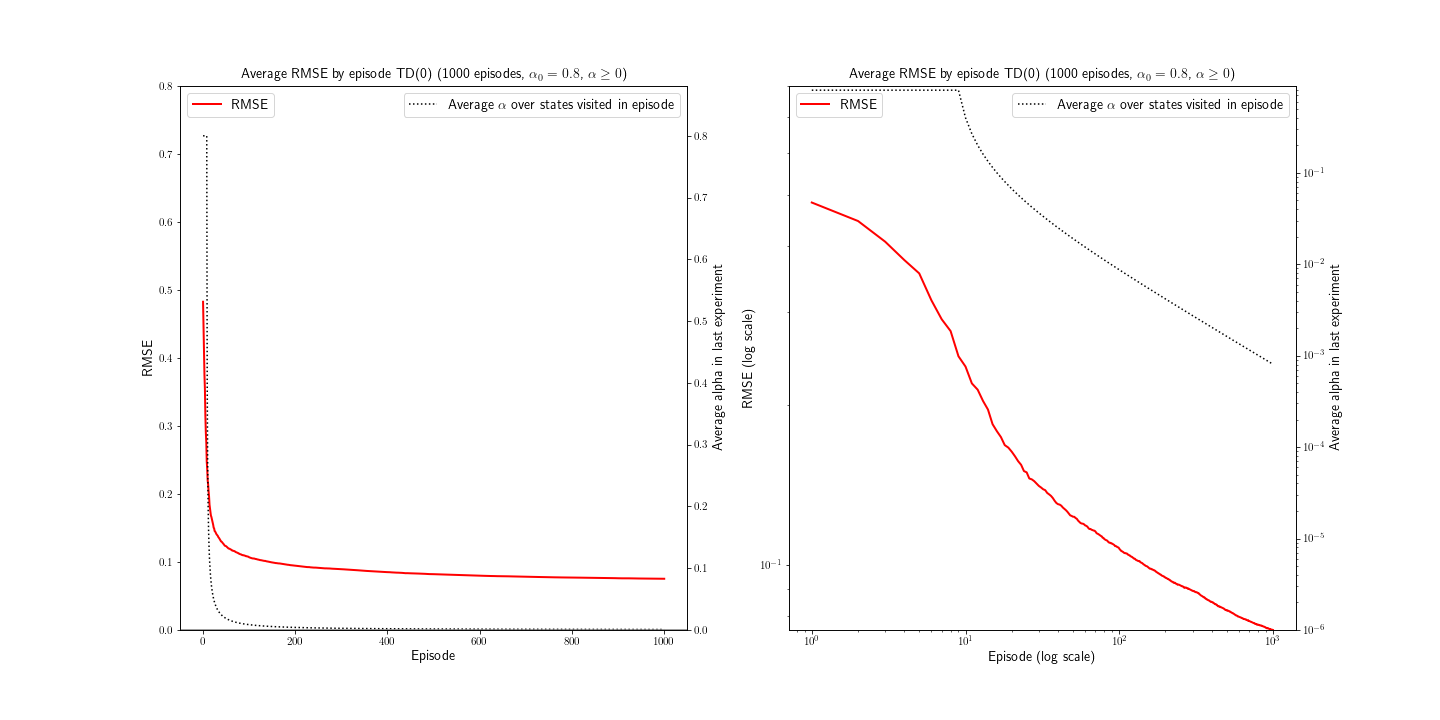 Average RMSE by episode TD(0) (1000 episodes, α₀ = 0.8, α ≥ 0)
RMSE
Average α over states visited in episode
0.8
0.7
0.6
0.5
0.4
0.3
0.2
0.1
0.0
RMSE
0.8
0.7
0.6
0.5
0.4
0.3
0.2
0.1
0.0
Average alpha in last experiment
0
200
400
600
800
1000
Episode
Average RMSE by episode TD(0) (1000 episodes, α₀ = 0.8, α ≥ 0)
RMSE
Average α over states visited in episode
RMSE (log scale)
10⁻¹
10⁻¹
10⁻²
10⁻³
10⁻⁴
10⁻⁵
10⁻⁶
Average alpha in last experiment
10⁰
10¹
10²
10³
Episode (log scale)